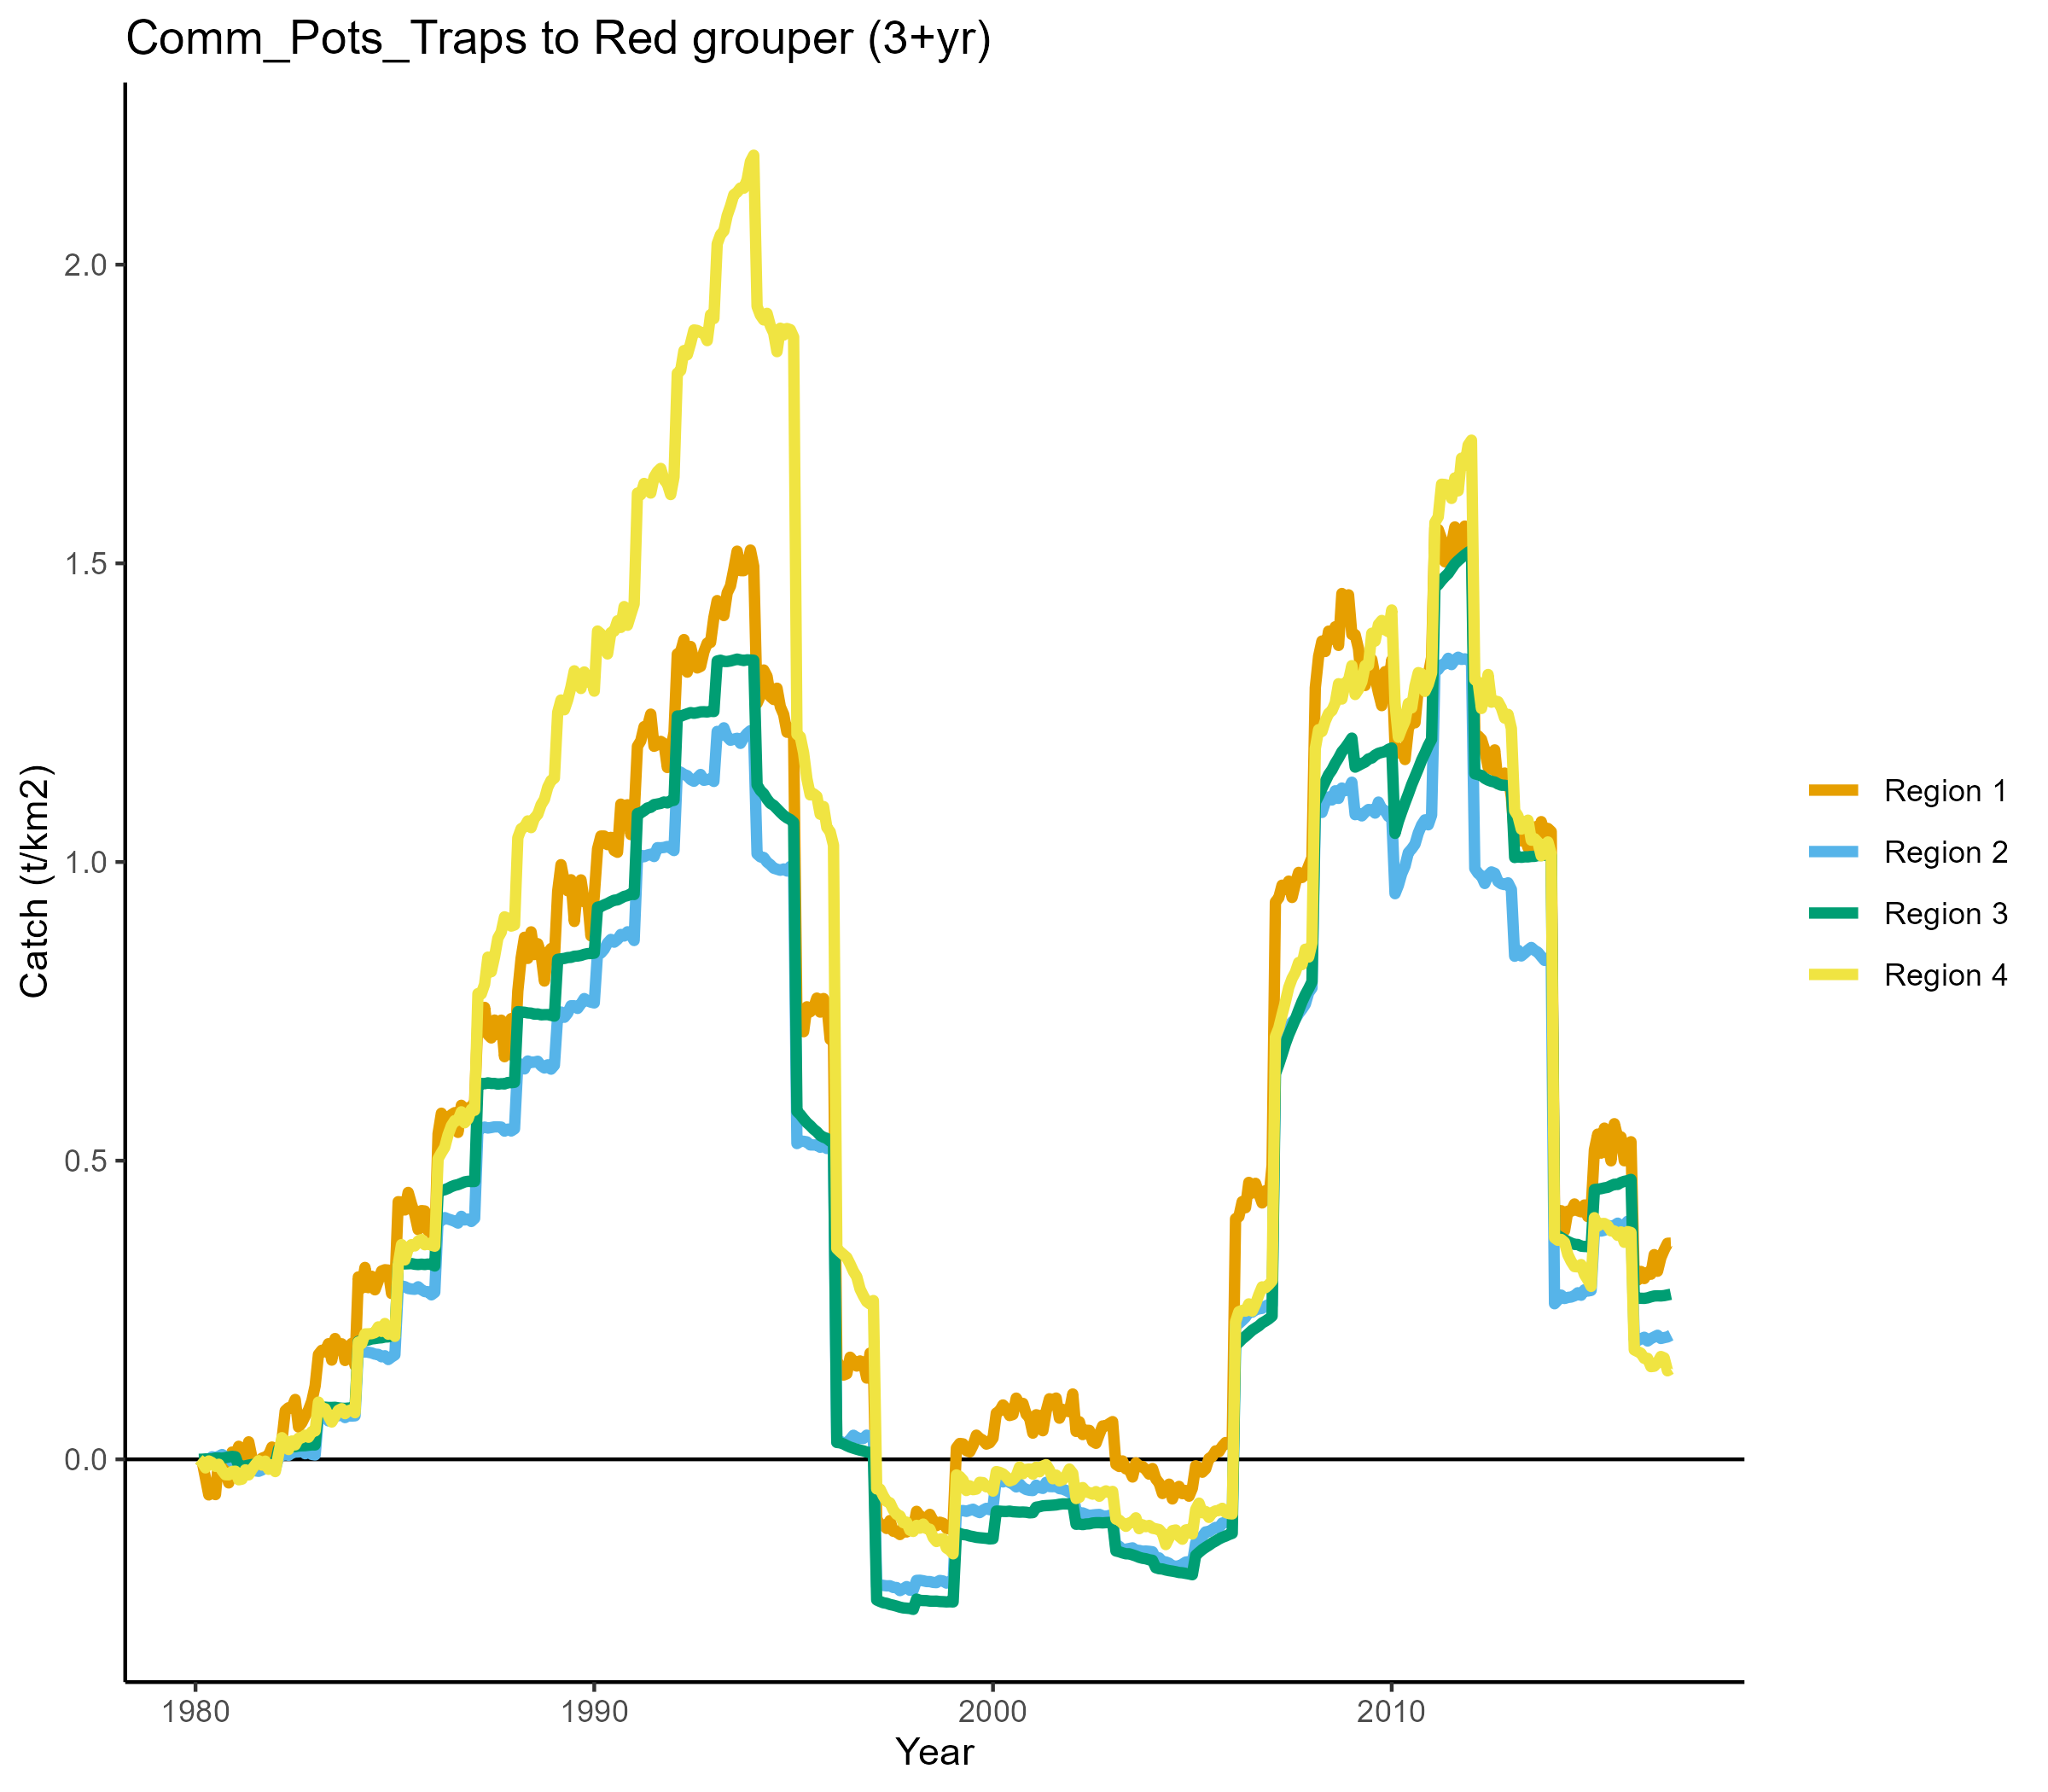 Comm_Pots_Traps to Red grouper (3+yr)
Catch (t/km2)
2.0
1.5
1.0
0.5
0.0
1980
1990
2000
2010
Year
Region 1
Region 2
Region 3
Region 4